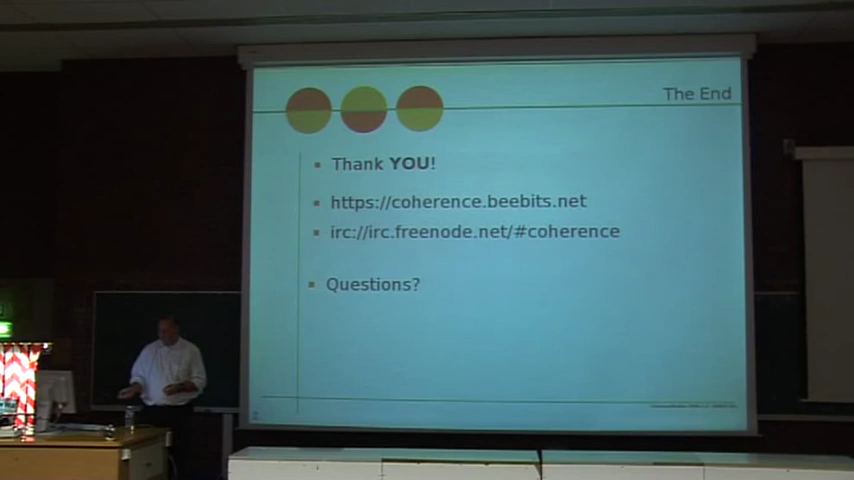 The End
Thank YOU!
https://coherence.beebits.net
irc://irc.freenode.net/#coherence
Questions?